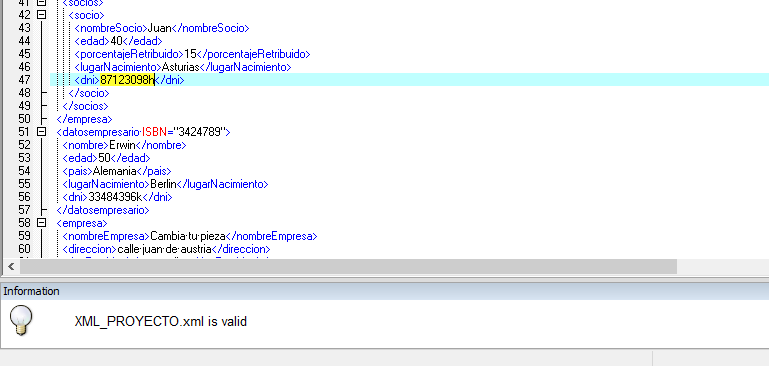 41 <socios>
42 <socio>
43 <nombreSocio>Juan</nombreSocio>
44 <edad>40</edad>
45 <porcentajeRetribuido>15</porcentajeRetribuido>
46 <lugarNacimiento>Asturias</lugarNacimiento>
47 <dni>87123098h</dni>
48 </socio>
49 </socios>
50 </empresa>
51 <datosempresario ISBN="3424789">
52 <nombre>Erwin</nombre>
53 <edad>50</edad>
54 <pais>Alemania</pais>
55 <lugarNacimiento>Berlin</lugarNacimiento>
56 <dni>33484396k</dni>
57 </datosempresario>
58 <empresa>
59 <nombreEmpresa>Cambia·tu·pieza</nombreEmpresa>
60 <direccion>calle·juan·de·austria</direccion>
Information
XML_PROYECTO.xml is valid